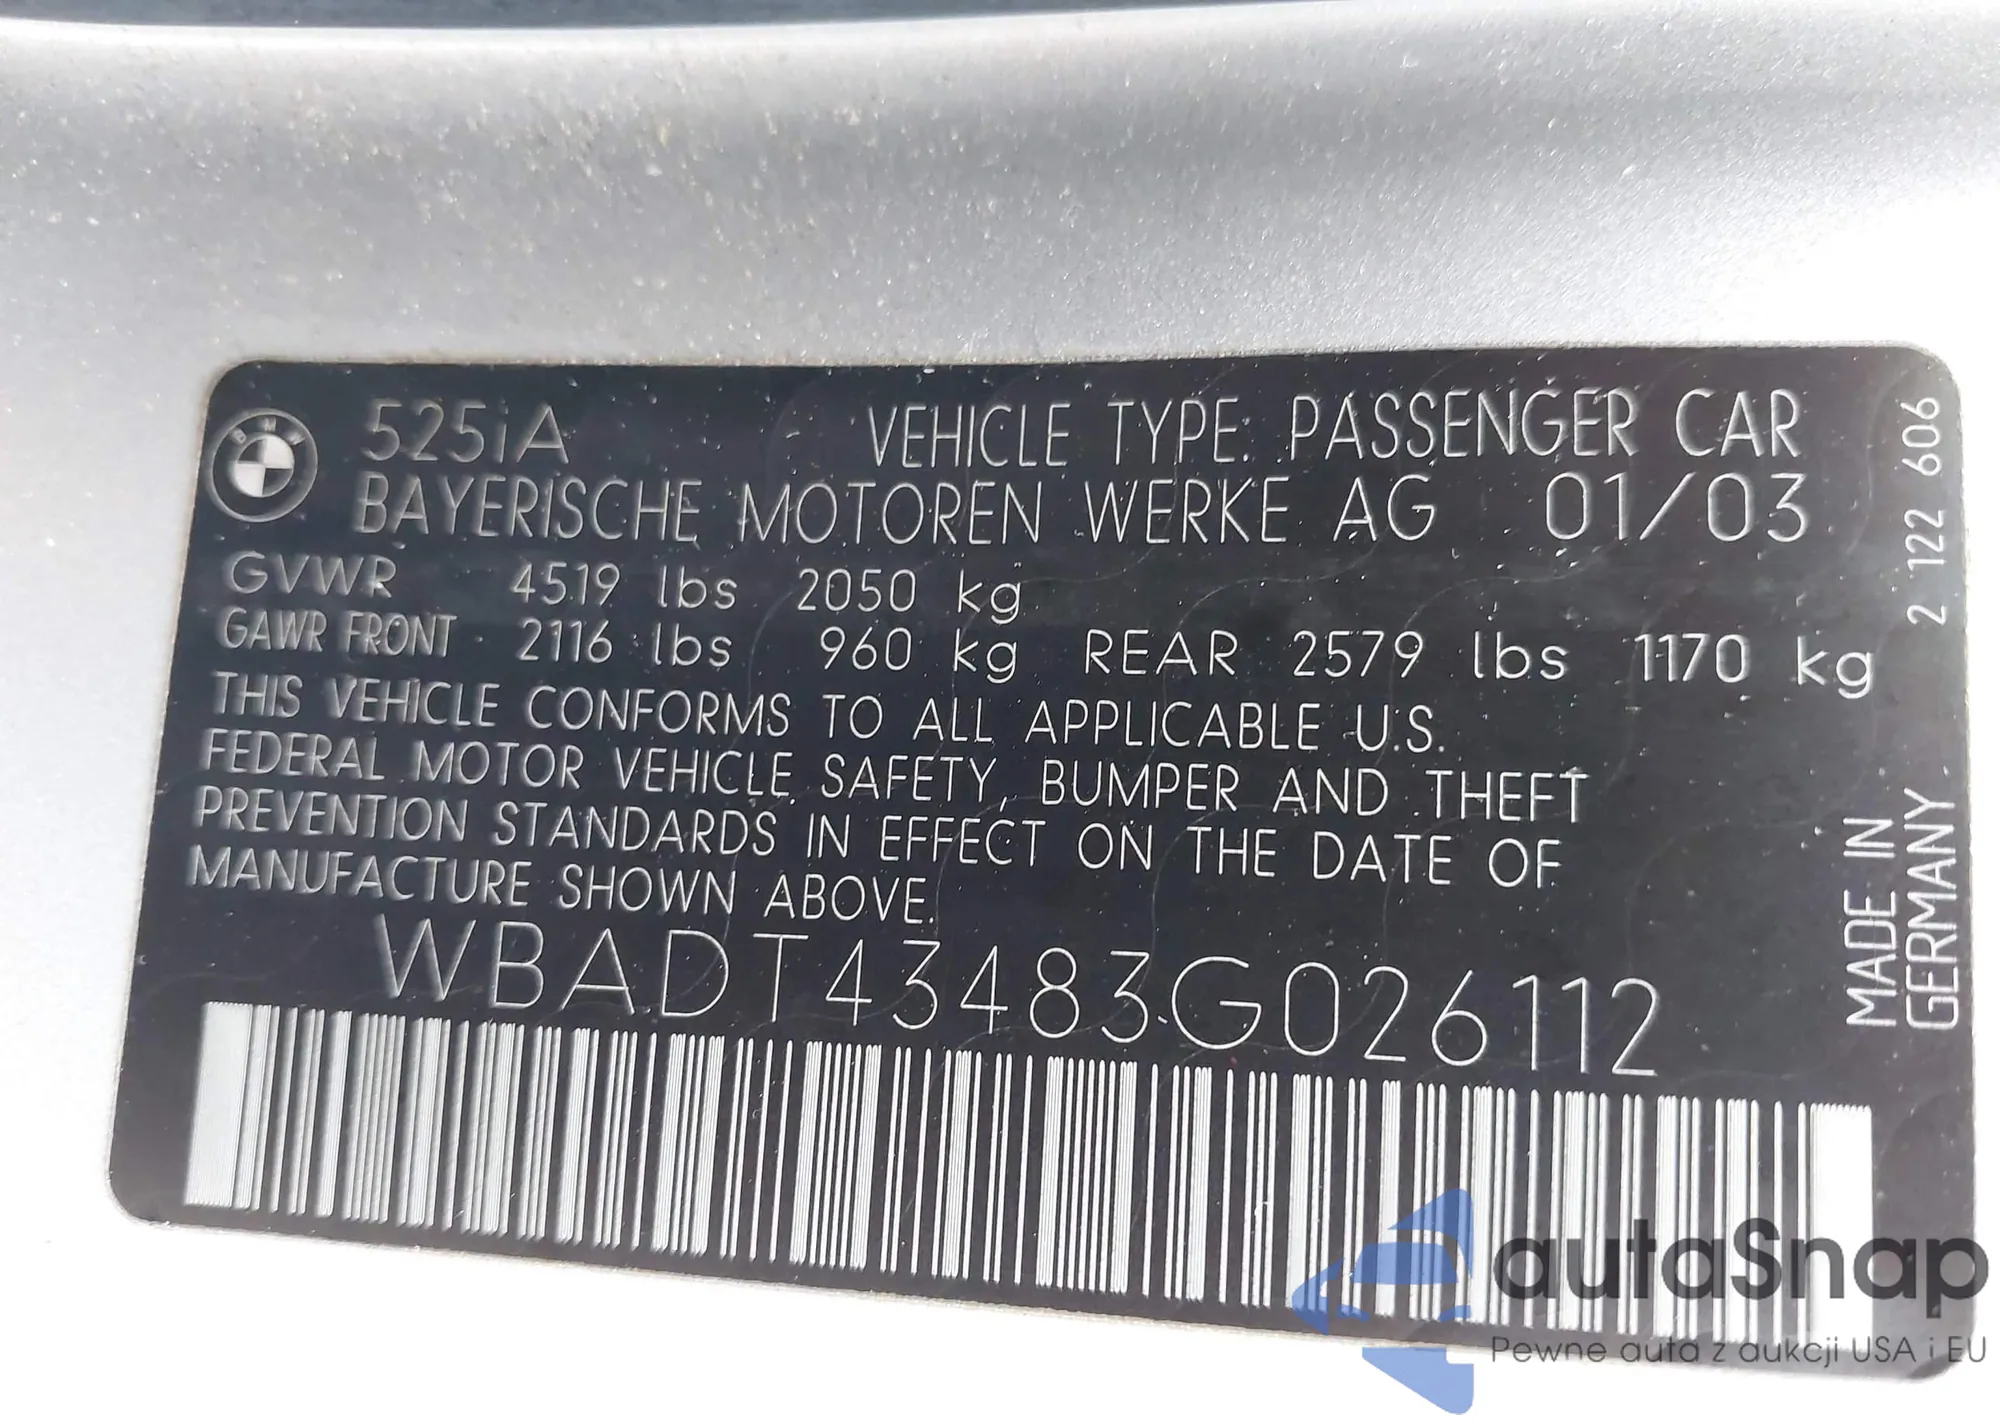 BMW
525iA VEHICLE TYPE: PASSENGER CAR
BAYERISCHE MOTOREN WERKE AG 01/03
GVWR 4519 lbs 2050 kg
GAWR FRONT 2116 lbs 960 kg REAR 2579 lbs 1170 kg
THIS VEHICLE CONFORMS TO ALL APPLICABLE U.S.
FEDERAL MOTOR VEHICLE SAFETY, BUMPER AND THEFT
PREVENTION STANDARDS IN EFFECT ON THE DATE OF
MANUFACTURE SHOWN ABOVE.
WBADT43483G026112
2 122 606
MADE IN
GERMANY
autaSnap
Pewne auta z aukcji USA i EU